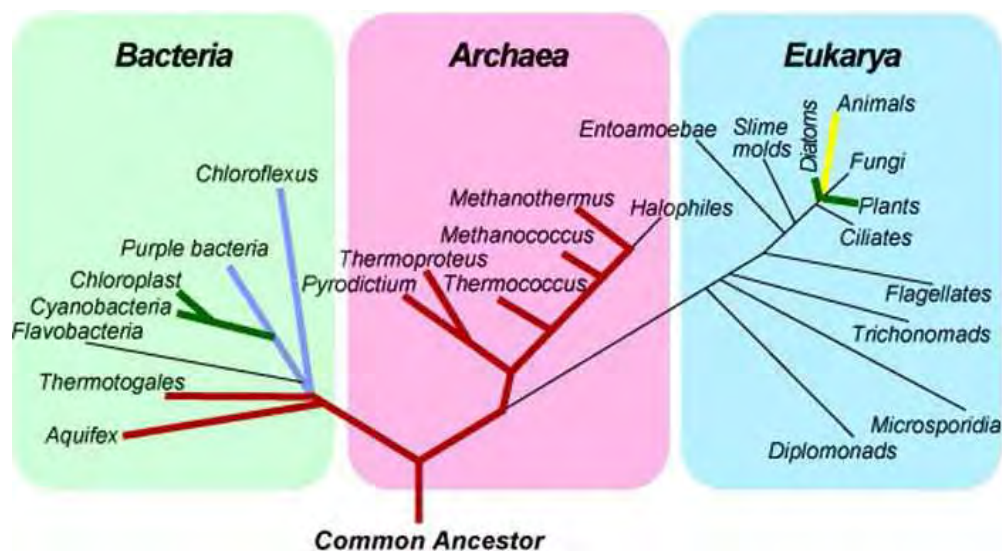 Bacteria
Archaea
Eukarya
Chloroflexus
Purple bacteria
Chloroplast
Cyanobacteria
Flavobacteria
Thermotogales
Aquifex
Methanothermus
Halophiles
Methanococcus
Thermoproteus
Pyrodictium
Thermococcus
Entoamoebae
Slime
molds
Diatoms
Animals
Fungi
Plants
Ciliates
Flagellates
Trichonomads
Microsporidia
Diplomonads
Common Ancestor